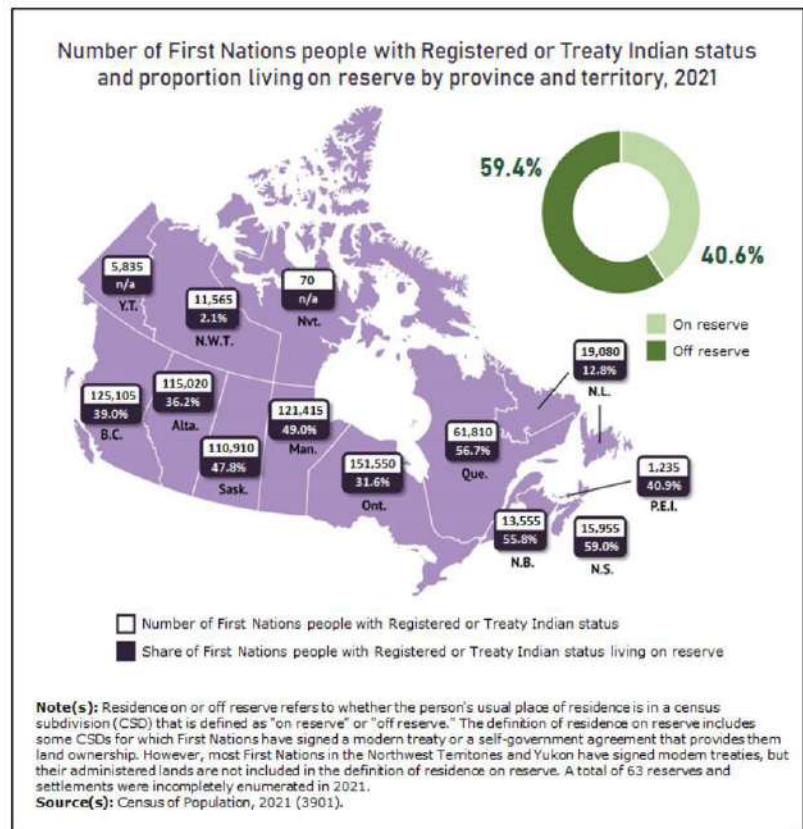 Number of First Nations people with Registered or Treaty Indian status
and proportion living on reserve by province and territory, 2021
59.4%
40.6%
On reserve
Off reserve
5,835
n/a
Y.T.
11,565
2.1%
N.W.T.
70
n/a
Nvt.
19,080
12.8%
N.L.
125,105
39.0%
B.C.
115,020
36.2%
Alta.
110,910
47.8%
Sask.
121,415
49.0%
Man.
151,550
31.6%
Ont.
61,810
56.7%
Que.
1,235
40.9%
P.E.I.
13,555
55.8%
N.B.
15,955
59.0%
N.S.
Number of First Nations people with Registered or Treaty Indian status
Share of First Nations people with Registered or Treaty Indian status living on reserve
Note(s): Residence on or off reserve refers to whether the person's usual place of residence is in a census
subdivision (CSD) that is defined as "on reserve" or "off reserve." The definition of residence on reserve includes
some CSDs for which First Nations have signed a modern treaty or a self-government agreement that provides them
land ownership. However, most First Nations in the Northwest Territories and Yukon have signed modern treaties, but
their administered lands are not included in the definition of residence on reserve. A total of 63 reserves and
settlements were incompletely enumerated in 2021.
Source(s): Census of Population, 2021 (3901).